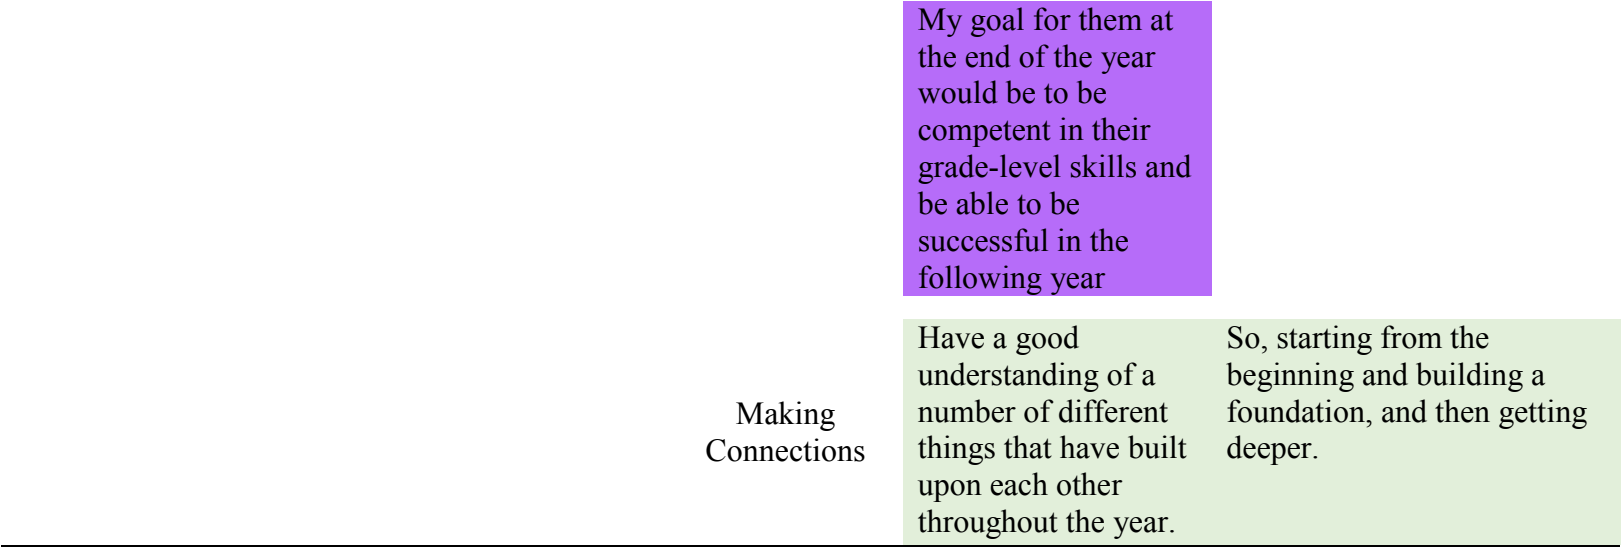 My goal for them at
the end of the year
would be to be
competent in their
grade-level skills and
be able to be
successful in the
following year
Making
Connections
Have a good
understanding of a
number of different
things that have built
upon each other
throughout the year.
So, starting from the
beginning and building a
foundation, and then getting
deeper.